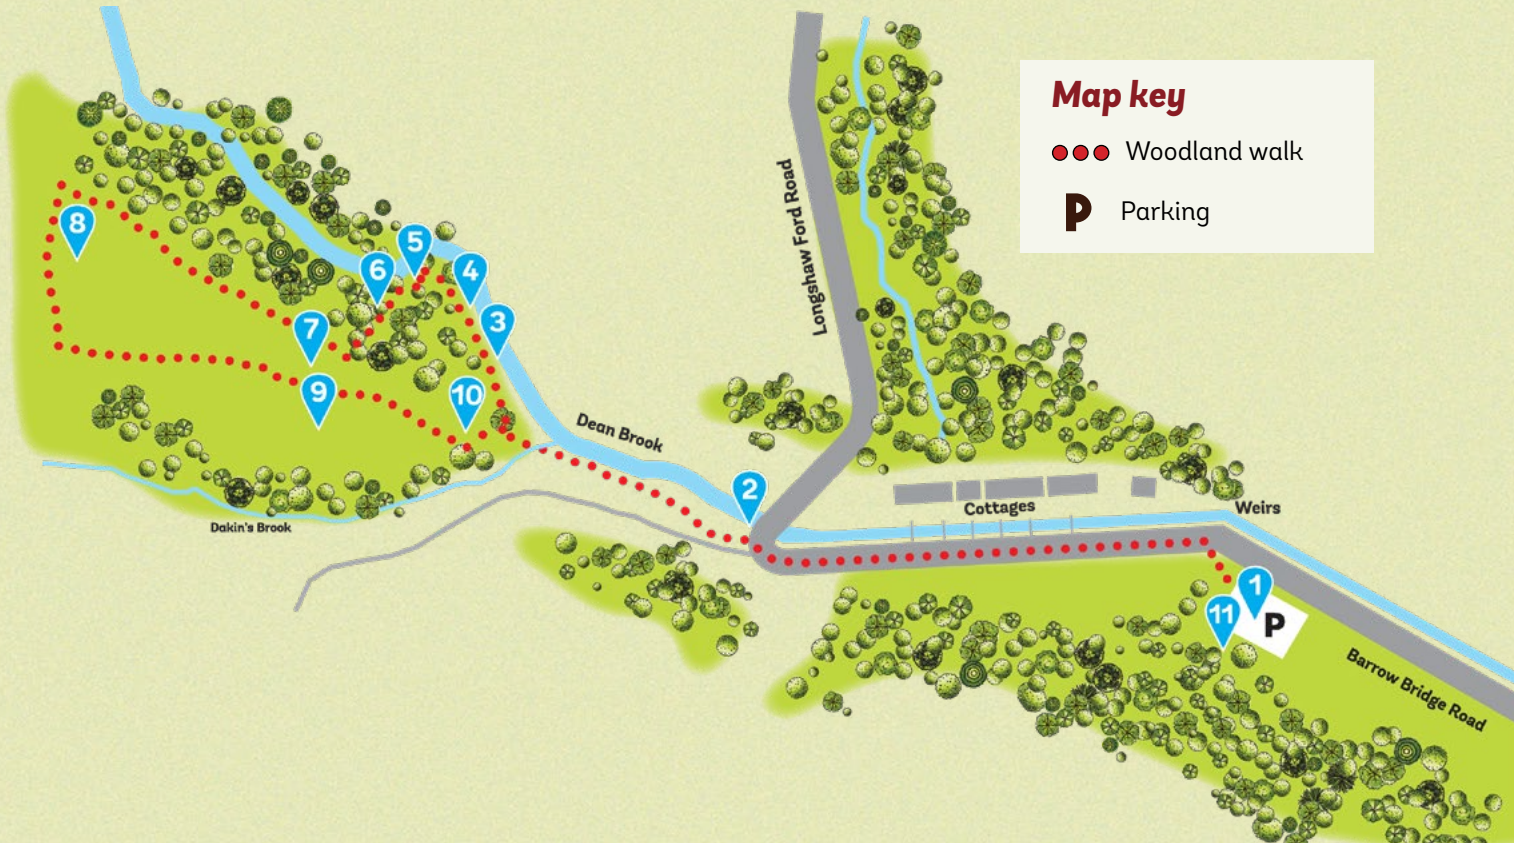 Map key
Woodland walk
P Parking
Longshaw Ford Road
8
5
6
4
3
7
9
10
Dean Brook
2
Cottages
Weirs
Dakin's Brook
1
11
P
Barrow Bridge Road